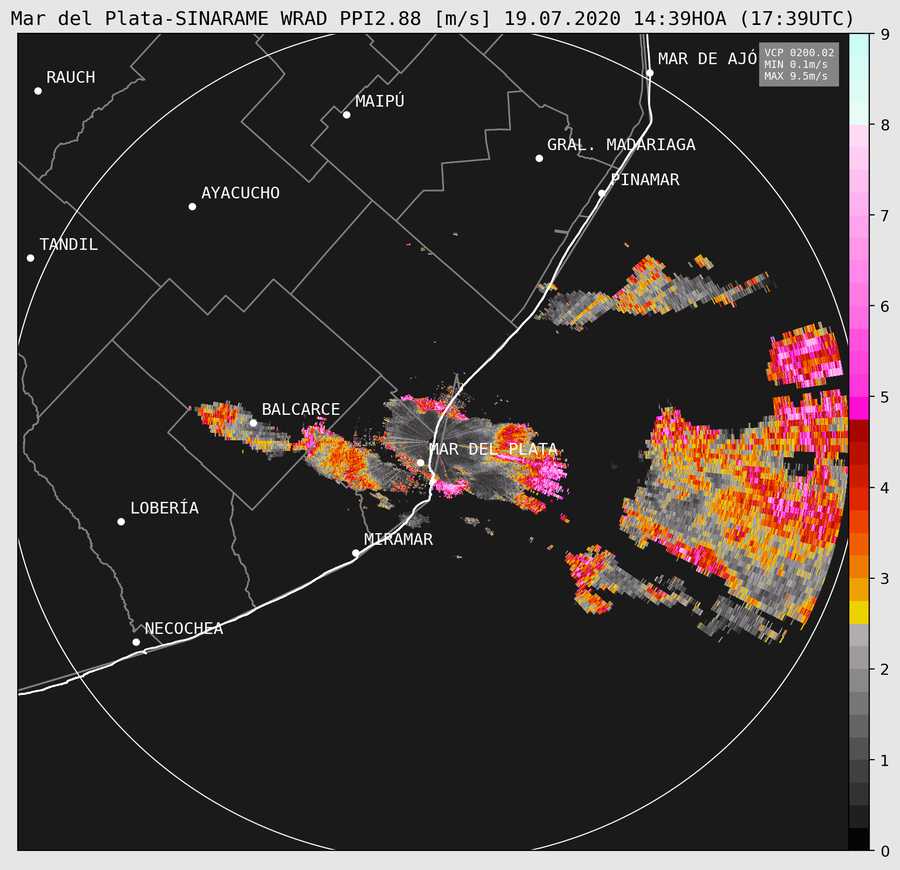 Mar del Plata-SINARAME WRAD PPI2.88 [m/s] 19.07.2020 14:39HOA (17:39UTC)
VCP 0200.02
MIN 0.1m/s
MAX 9.5m/s
MAR DE AJÓ
RAUCH
MAIPÚ
GRAL. MADARIAGA
PINAMAR
AYACUCHO
TANDIL
BALCARCE
MAR DEL PLATA
LOBERÍA
MIRAMAR
NECOCHEA
9
8
7
6
5
4
3
2
1
0